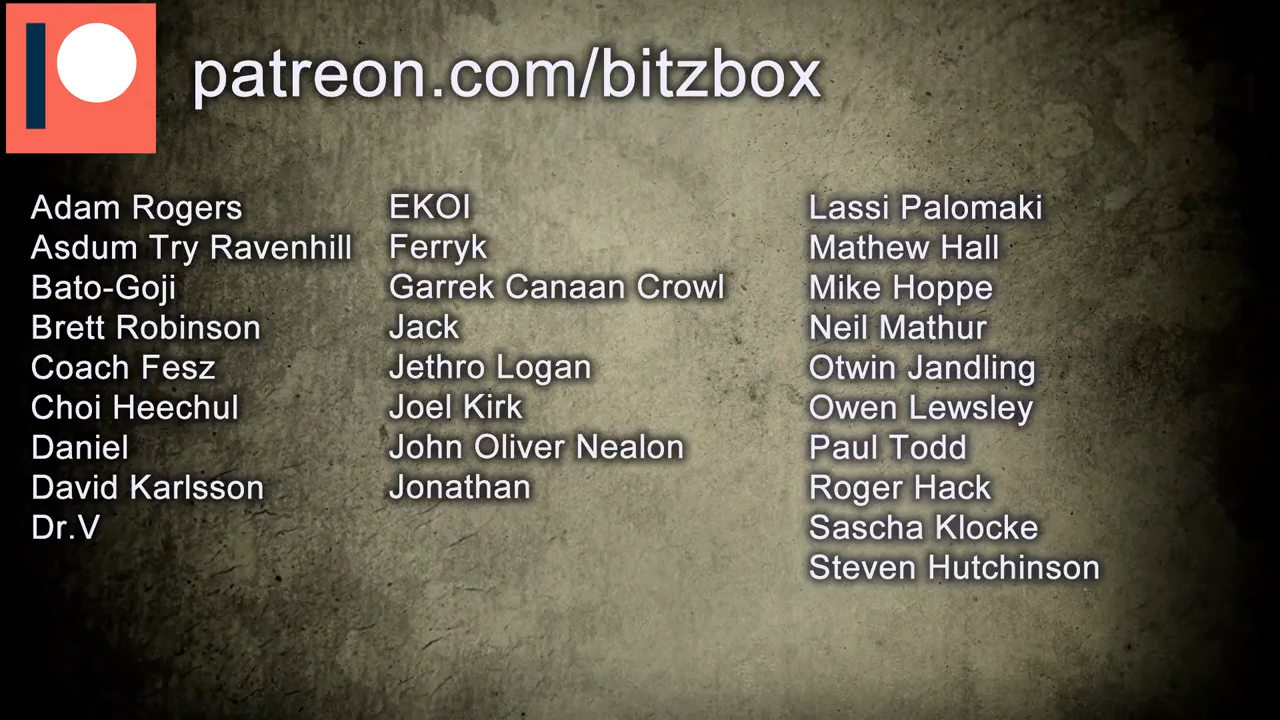 patreon.com/bitzbox
Adam Rogers
Asdum Try Ravenhill
Bato-Goji
Brett Robinson
Coach Fesz
Choi Heechul
Daniel
David Karlsson
Dr.V
EKOI
Ferryk
Garrek Canaan Crowl
Jack
Jethro Logan
Joel Kirk
John Oliver Nealon
Jonathan
Lassi Palomaki
Mathew Hall
Mike Hoppe
Neil Mathur
Otwin Jandling
Owen Lewsley
Paul Todd
Roger Hack
Sascha Klocke
Steven Hutchinson